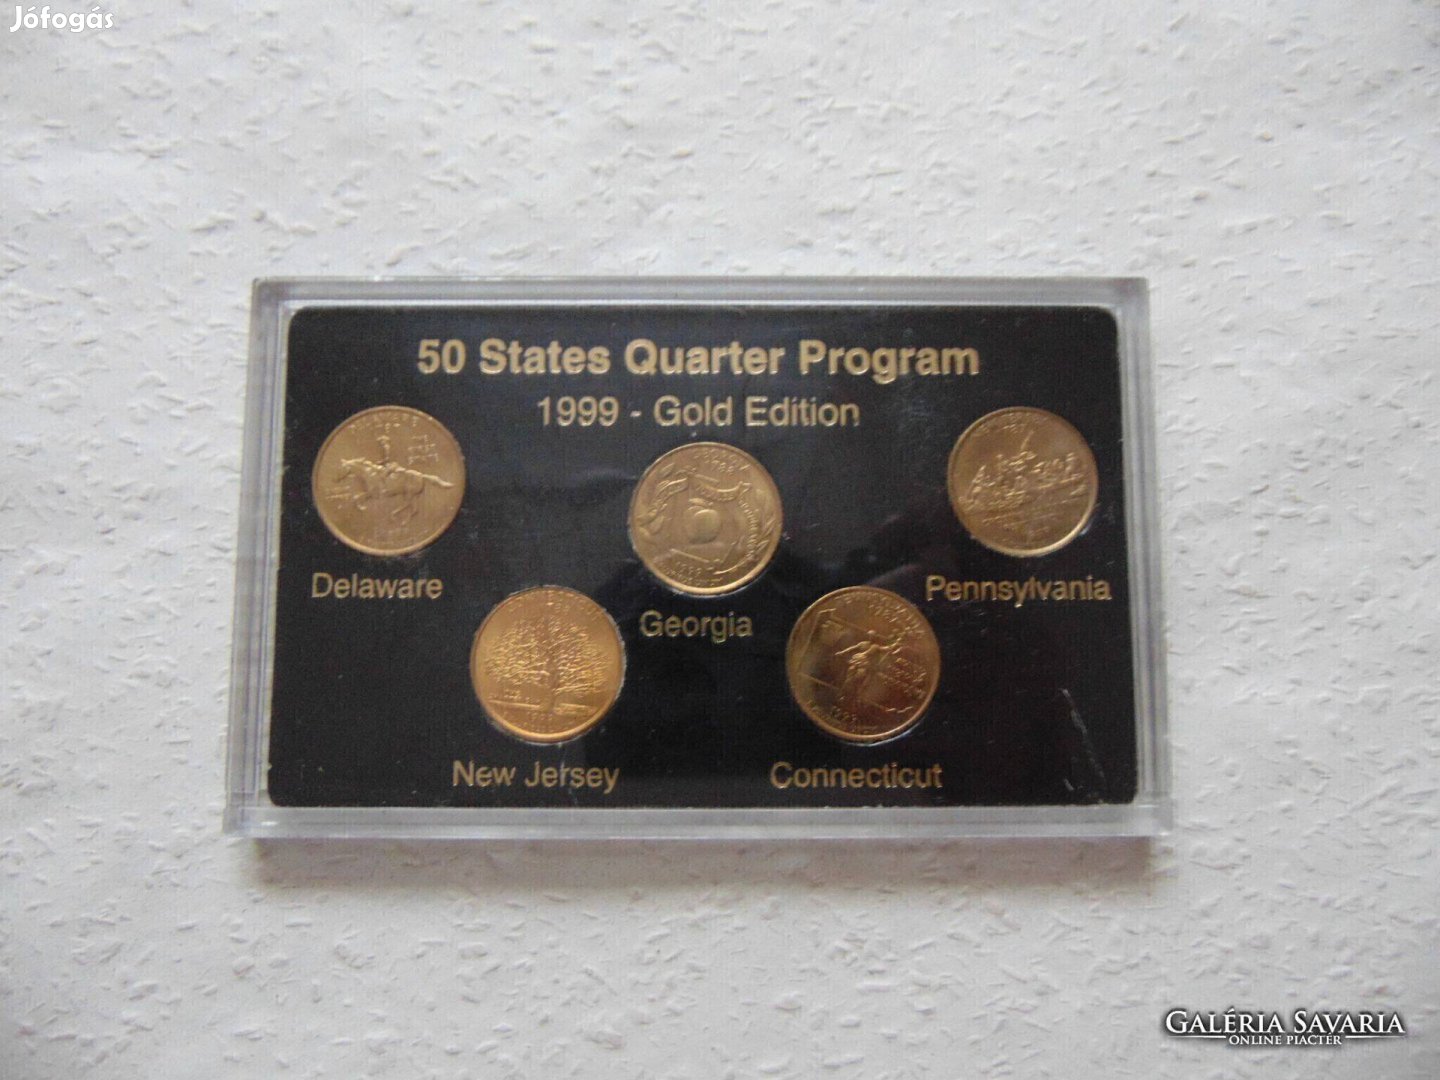 Jófogás
50 States Quarter Program
1999 - Gold Edition
Delaware
Georgia
Pennsylvania
New Jersey
Connecticut
GALÉRIA SAVARIA
ONLINE PIACTÉR